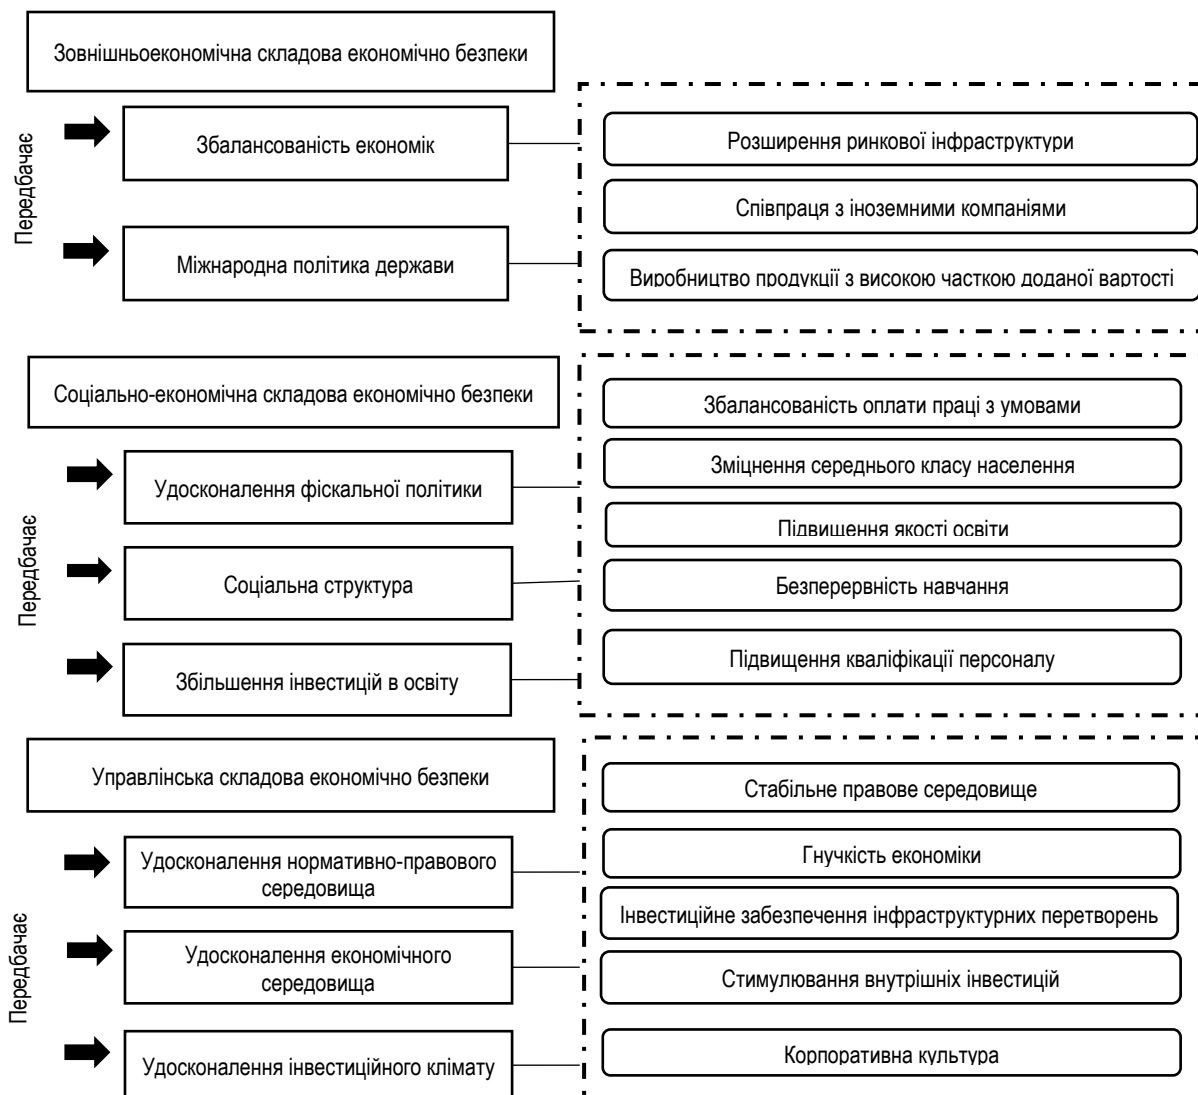 Зовнішньоекономічна складова економічно безпеки
Передбачає
Збалансованість економік
Міжнародна політика держави
Розширення ринкової інфраструктури
Співпраця з іноземними компаніями
Виробництво продукції з високою часткою доданої вартості
Соціально-економічна складова економічно безпеки
Передбачає
Удосконалення фіскальної політики
Соціальна структура
Збільшення інвестицій в освіту
Збалансованість оплати праці з умовами
Зміцнення середнього класу населення
Підвищення якості освіти
Безперервність навчання
Підвищення кваліфікації персоналу
Управлінська складова економічно безпеки
Передбачає
Удосконалення нормативно-правового
середовища
Удосконалення економічного
середовища
Удосконалення інвестиційного клімату
Стабільне правове середовище
Гнучкість економіки
Інвестиційне забезпечення інфраструктурних перетворень
Стимулювання внутрішніх інвестицій
Корпоративна культура